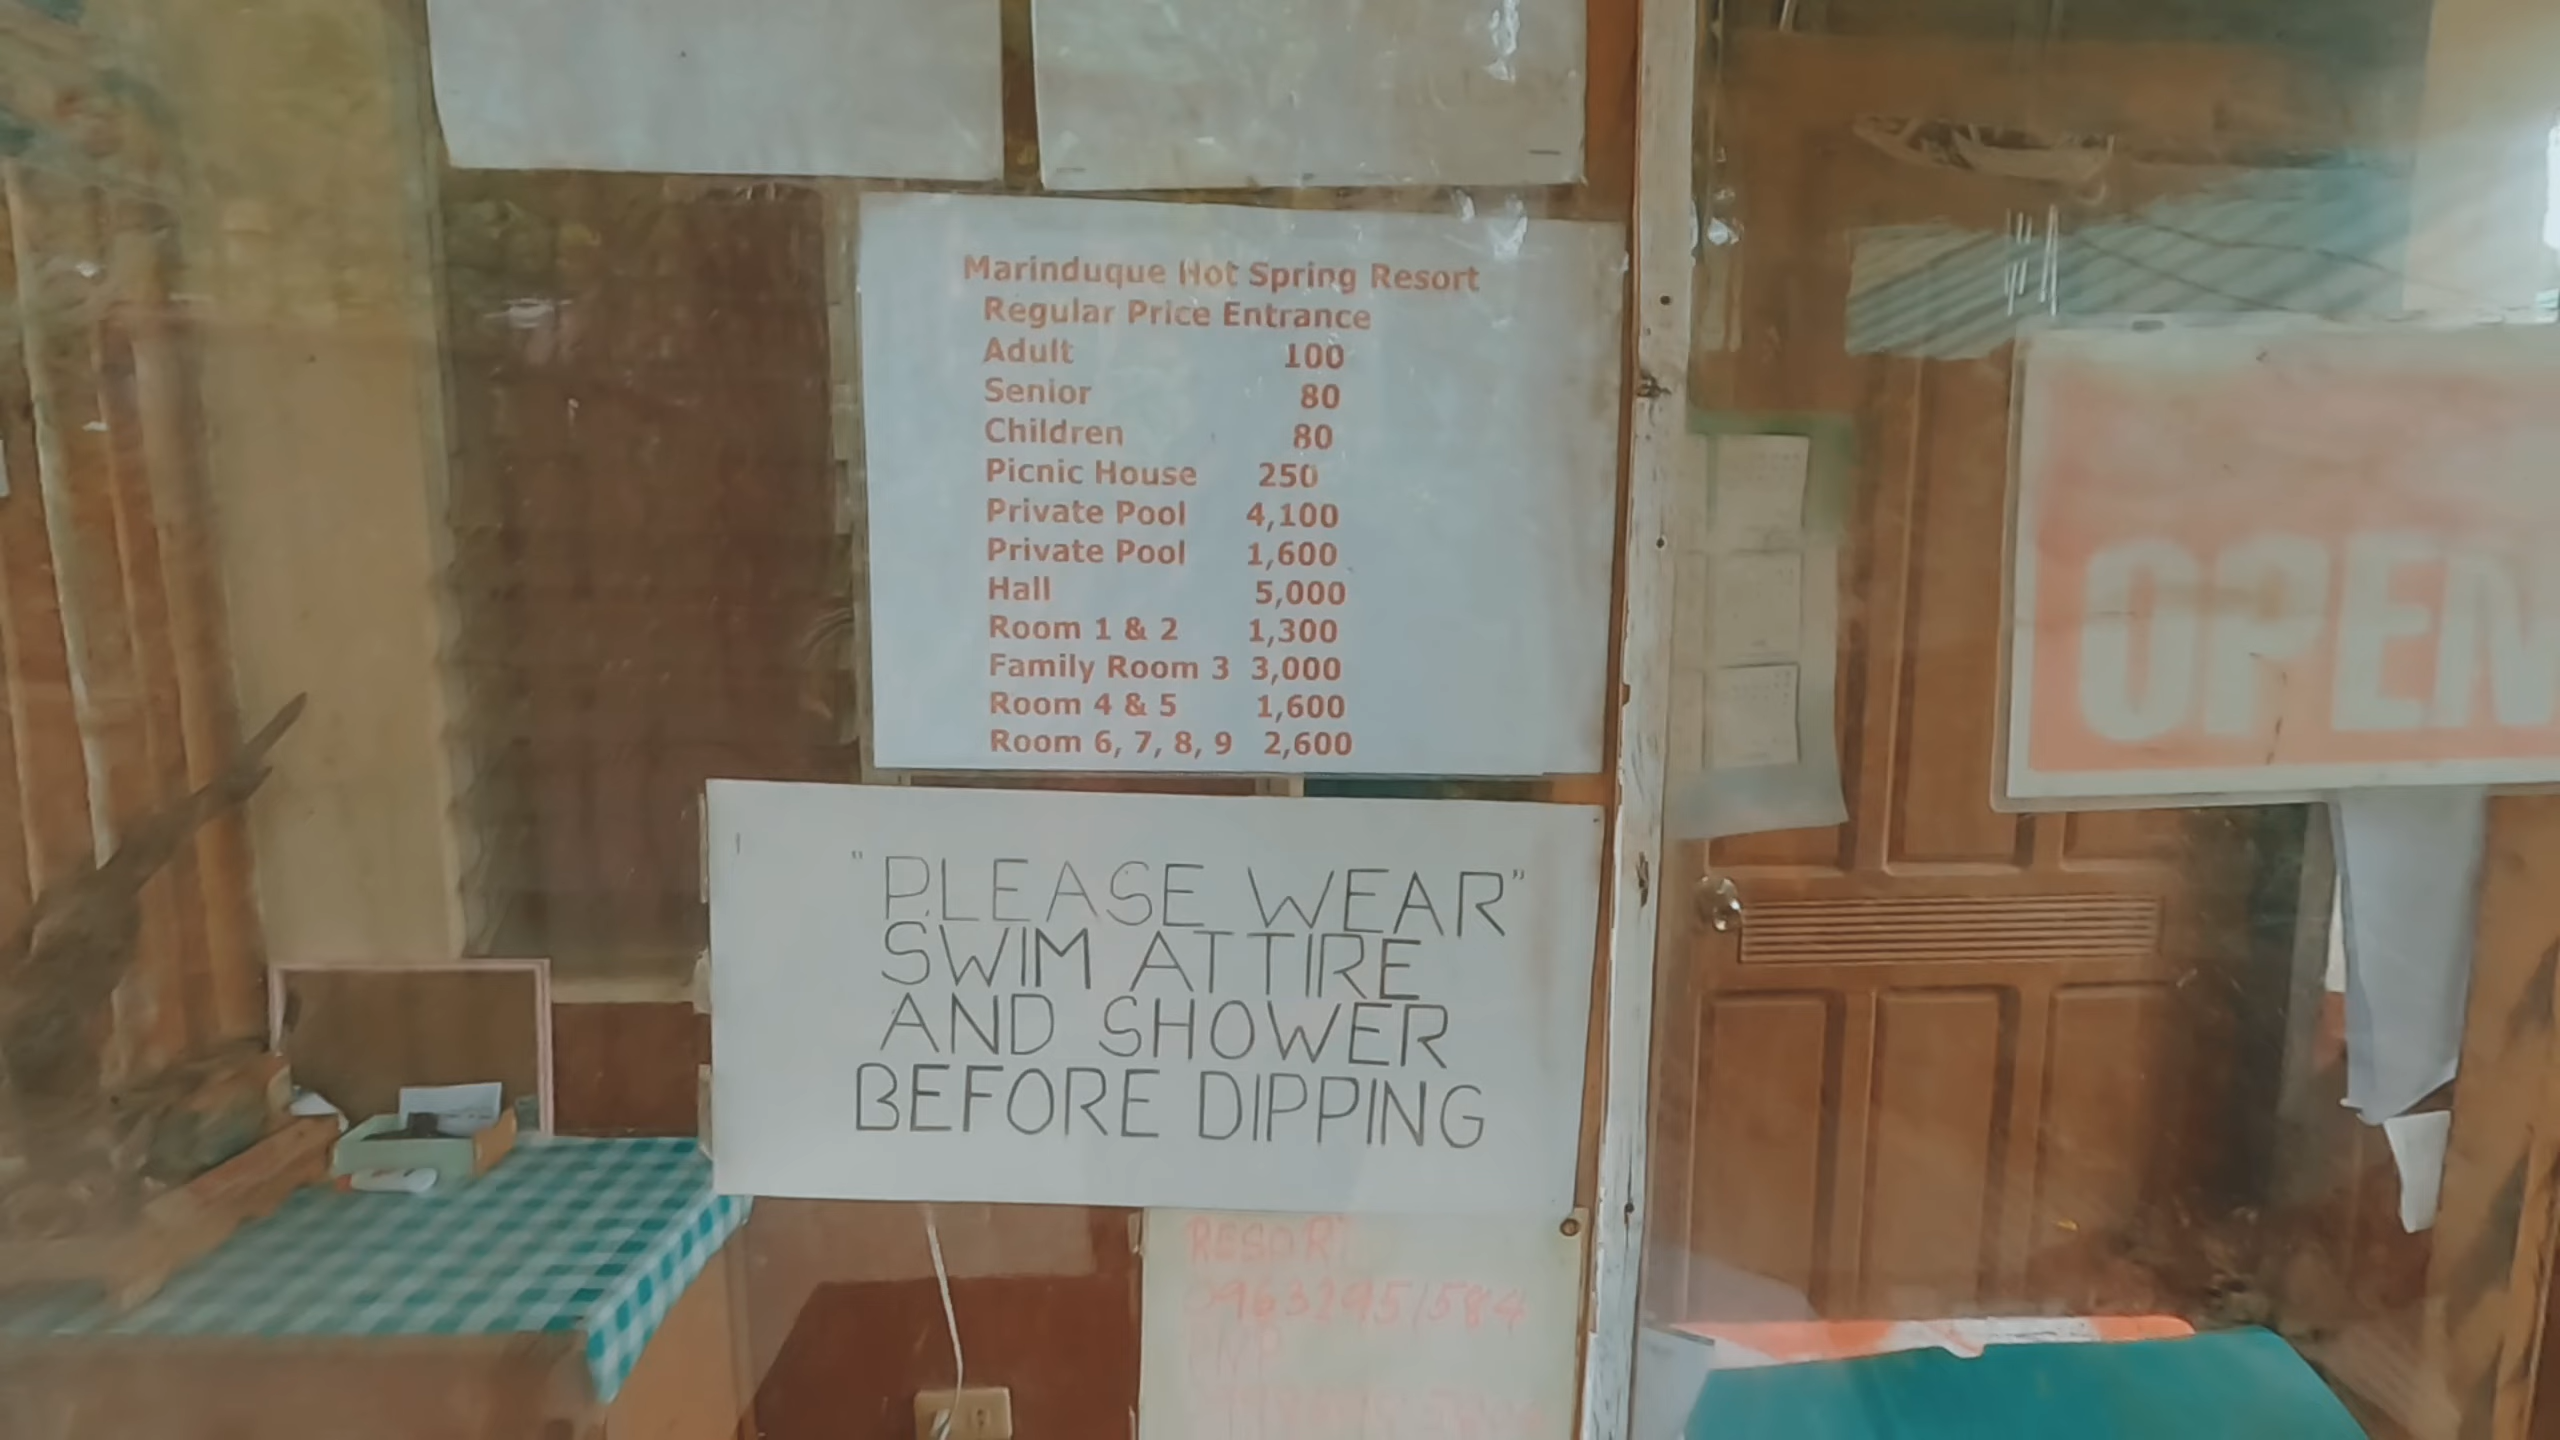 Marinduque Hot Spring Resort
Regular Price Entrance
Adult 100
Senior 80
Children 80
Picnic House 250
Private Pool 4,100
Private Pool 1,600
Hall 5,000
Room 1 & 2 1,300
Family Room 3 3,000
Room 4 & 5 1,600
Room 6, 7, 8, 9 2,600
"PLEASE WEAR"
SWIM ATTIRE
AND SHOWER
BEFORE DIPPING
RESORT
09632951584
OPEN